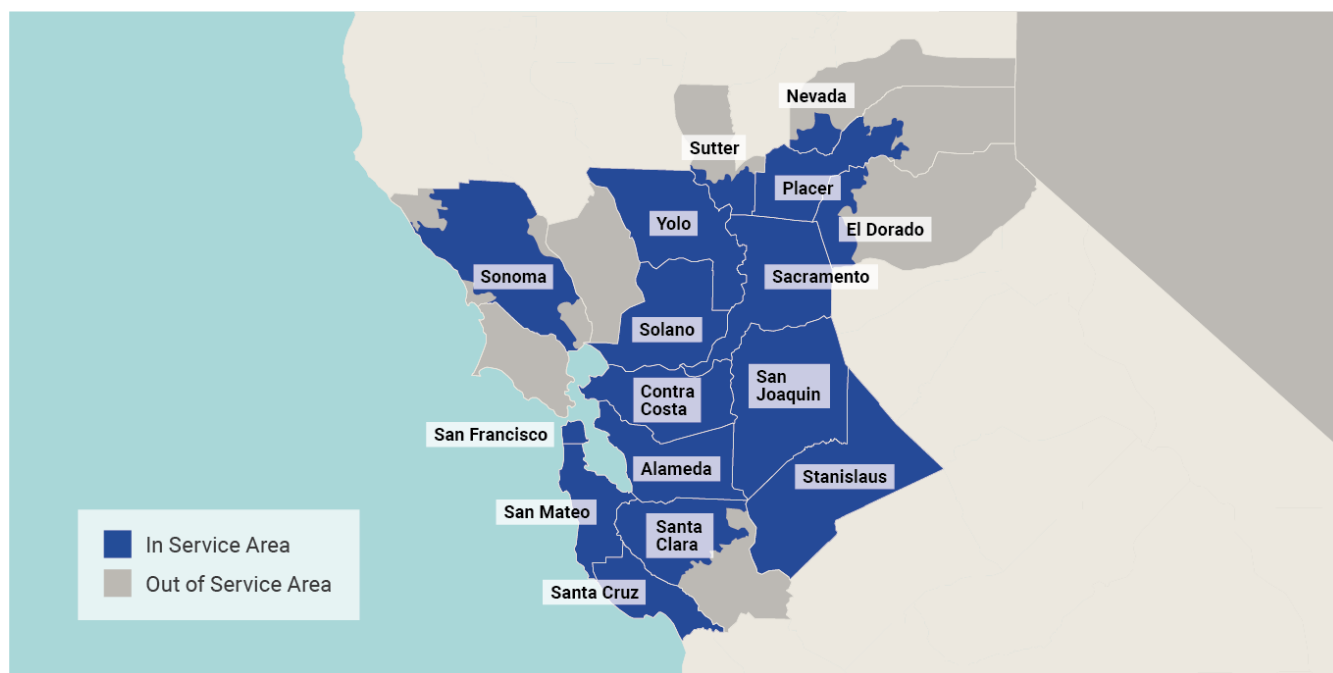 Nevada
Sutter
Placer
Yolo
El Dorado
Sonoma
Sacramento
Solano
Contra
Costa
San
Joaquin
San Francisco
Alameda
Stanislaus
San Mateo
Santa
Clara
Santa Cruz
In Service Area
Out of Service Area